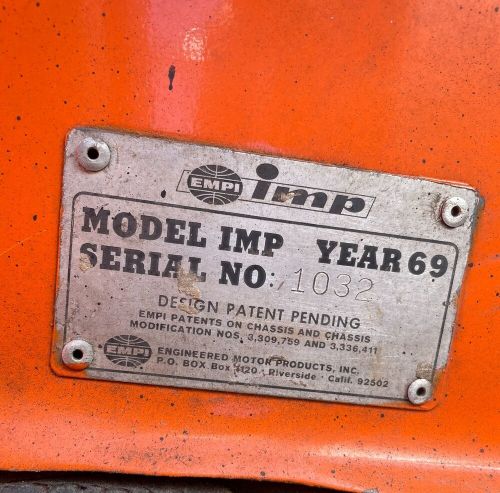 EMPI imp
MODEL IMP YEAR 69
SERIAL NO: 1032
DESIGN PATENT PENDING
EMPI PATENTS ON CHASSIS AND CHASSIS
MODIFICATION NOS. 3,309,759 AND 3,336,411
EMPI ENGINEERED MOTOR PRODUCTS, INC.
P.O. BOX Box 1120 · Riverside · Calif. 92502